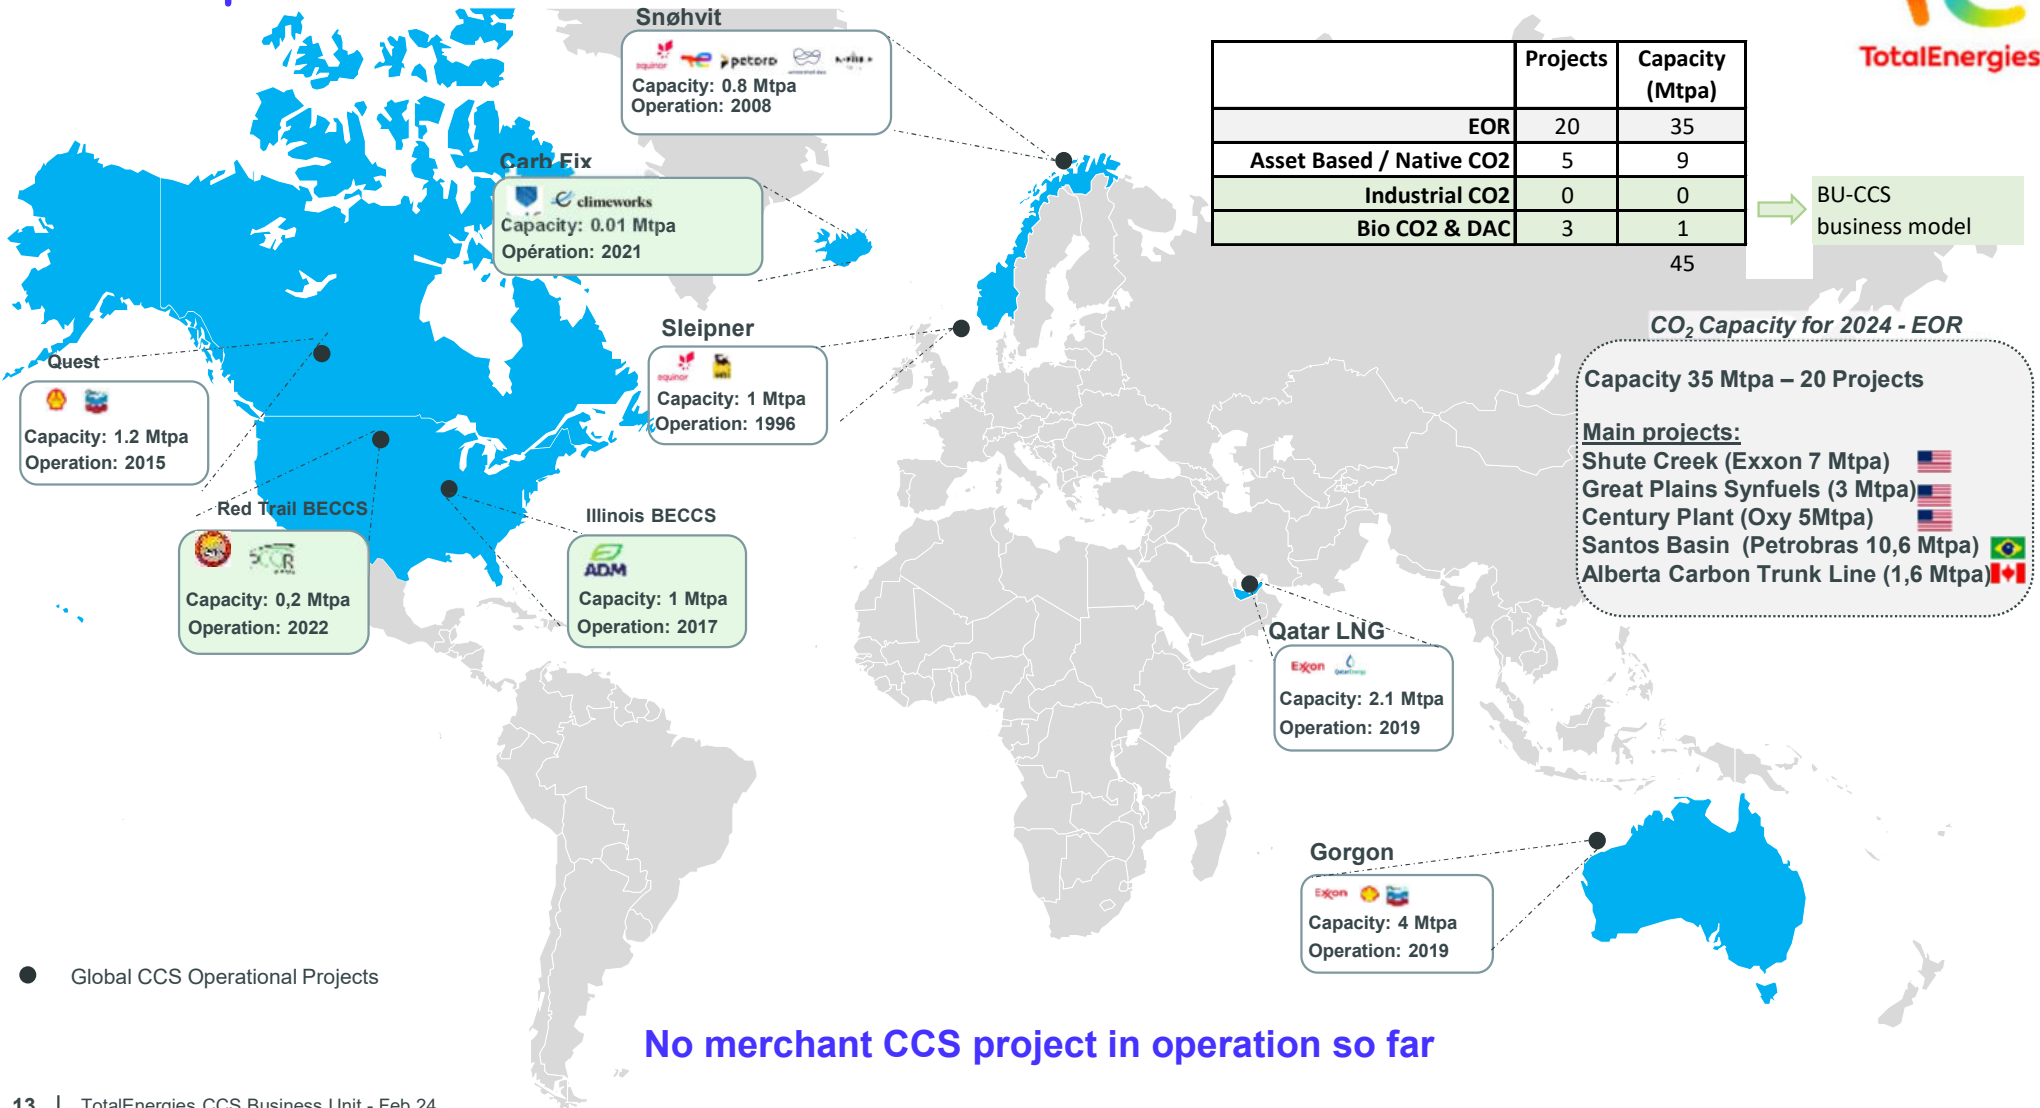 Snøhvit
equinor
petoro
Capacity: 0.8 Mtpa
Operation: 2008
TotalEnergies
Projects Capacity (Mtpa)
EOR 20 35
Asset Based / Native CO2 5 9
Industrial CO2 0 0
Bio CO2 & DAC 3 1
45
BU-CCS
business model
Carb Fix
climeworks
Capacity: 0.01 Mtpa
Opération: 2021
Sleipner
equinor
eni
Capacity: 1 Mtpa
Operation: 1996
Quest
Capacity: 1.2 Mtpa
Operation: 2015
Red Trail BECCS
Capacity: 0,2 Mtpa
Operation: 2022
Illinois BECCS
ADM
Capacity: 1 Mtpa
Operation: 2017
CO2 Capacity for 2024 - EOR
Capacity 35 Mtpa – 20 Projects
Main projects:
Shute Creek (Exxon 7 Mtpa)
Great Plains Synfuels (3 Mtpa)
Century Plant (Oxy 5Mtpa)
Santos Basin (Petrobras 10,6 Mtpa)
Alberta Carbon Trunk Line (1,6 Mtpa)
Qatar LNG
Exxon
QatarEnergy
Capacity: 2.1 Mtpa
Operation: 2019
Gorgon
Exxon
Capacity: 4 Mtpa
Operation: 2019
Global CCS Operational Projects
No merchant CCS project in operation so far
13 | TotalEnergies CCS Business Unit - Feb 24